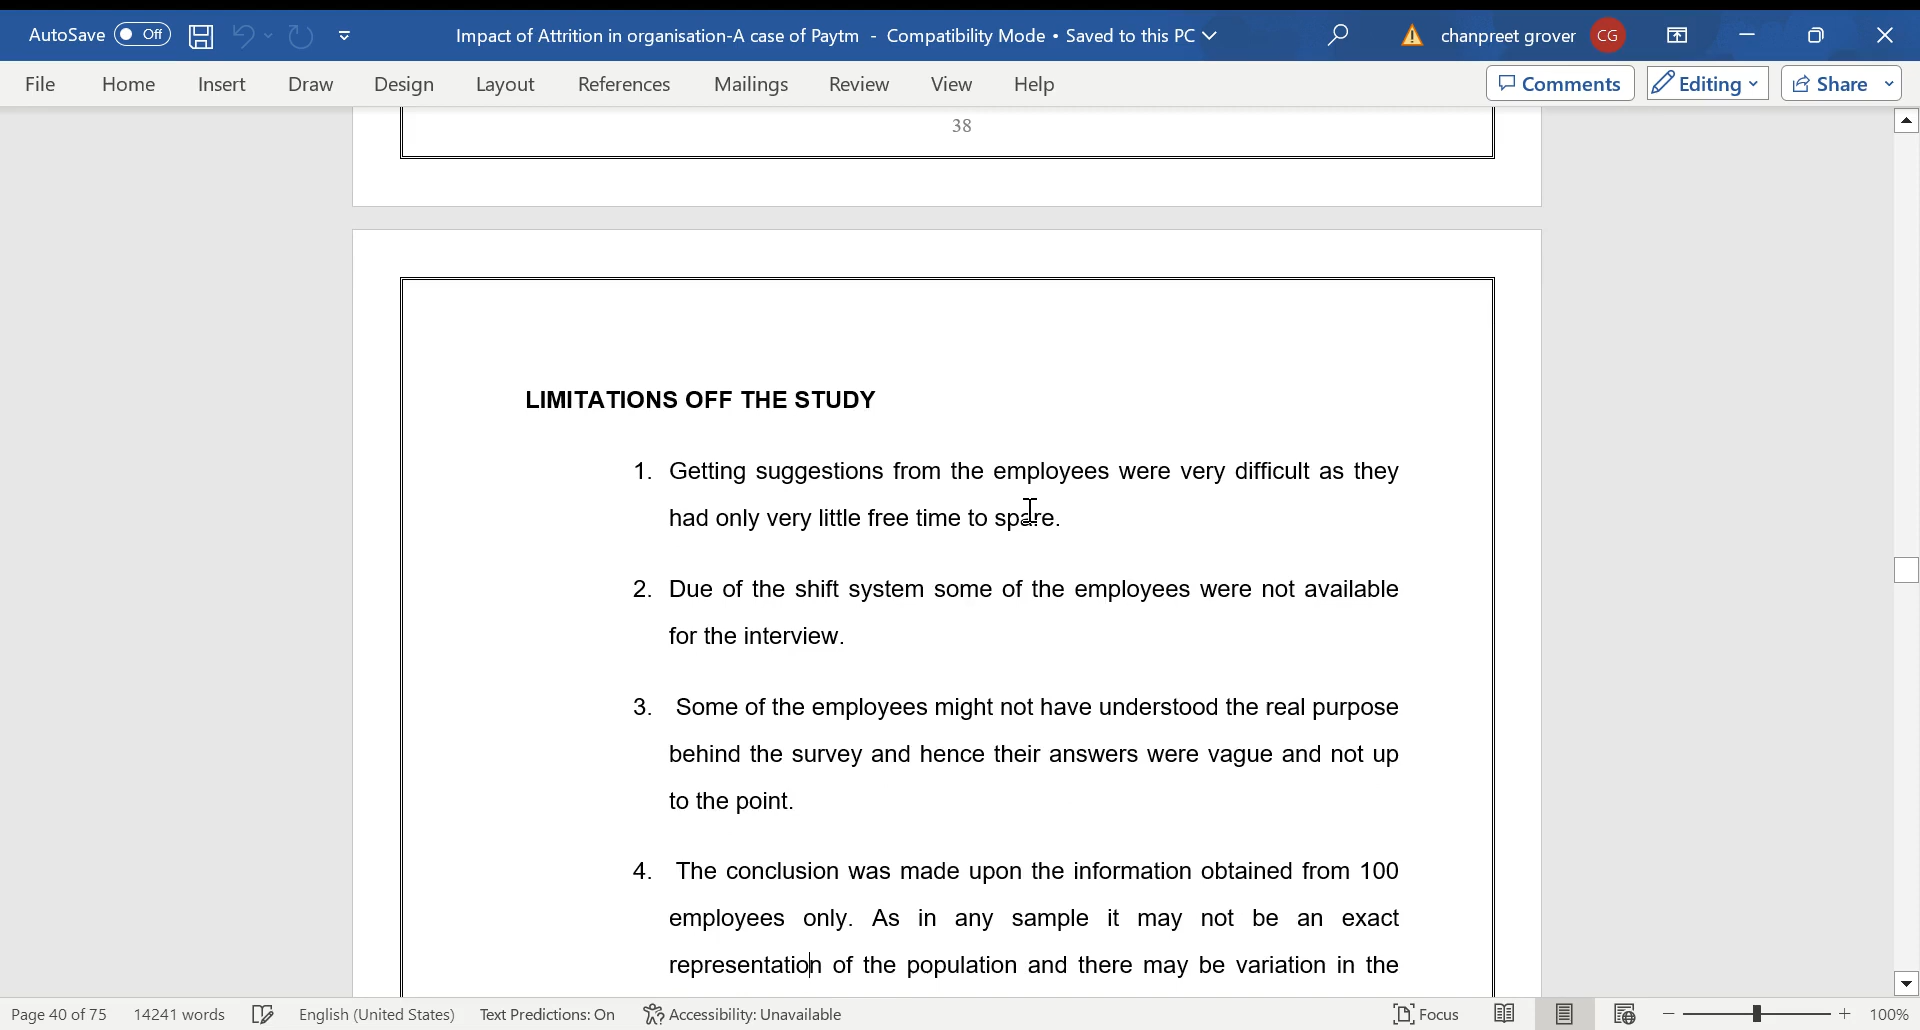 AutoSave Off Impact of Attrition in organisation-A case of Paytm - Compatibility Mode • Saved to this PC chanpreet grover CG
File Home Insert Draw Design Layout References Mailings Review View Help Comments Editing Share
38
LIMITATIONS OFF THE STUDY
1. Getting suggestions from the employees were very difficult as they
had only very little free time to spare.
2. Due of the shift system some of the employees were not available
for the interview.
3. Some of the employees might not have understood the real purpose
behind the survey and hence their answers were vague and not up
to the point.
4. The conclusion was made upon the information obtained from 100
employees only. As in any sample it may not be an exact
representation of the population and there may be variation in the
Page 40 of 75 14241 words English (United States) Text Predictions: On Accessibility: Unavailable Focus 100%